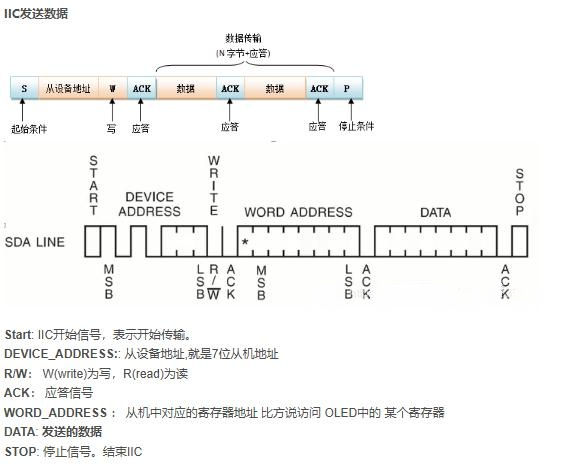 IIC发送数据
数据传输
(N 字节+应答)
S 从设备地址 W ACK 数据 ACK 数据 ACK P
起始条件 写 应答 应答 应答 停止条件
START
DEVICE
ADDRESS
WRITE
WORD ADDRESS
DATA
STOP
SDA LINE
*
MSB
LSB
R/W
ACK
MSB
LSB
ACK
ACK
Start: IIC开始信号，表示开始传输。
DEVICE_ADDRESS:: 从设备地址,就是7位从机地址
R/W： W(write)为写，R(read)为读
ACK： 应答信号
WORD_ADDRESS ：从机中对应的寄存器地址 比方说访问 OLED中的 某个寄存器
DATA: 发送的数据
STOP: 停止信号。结束IIC